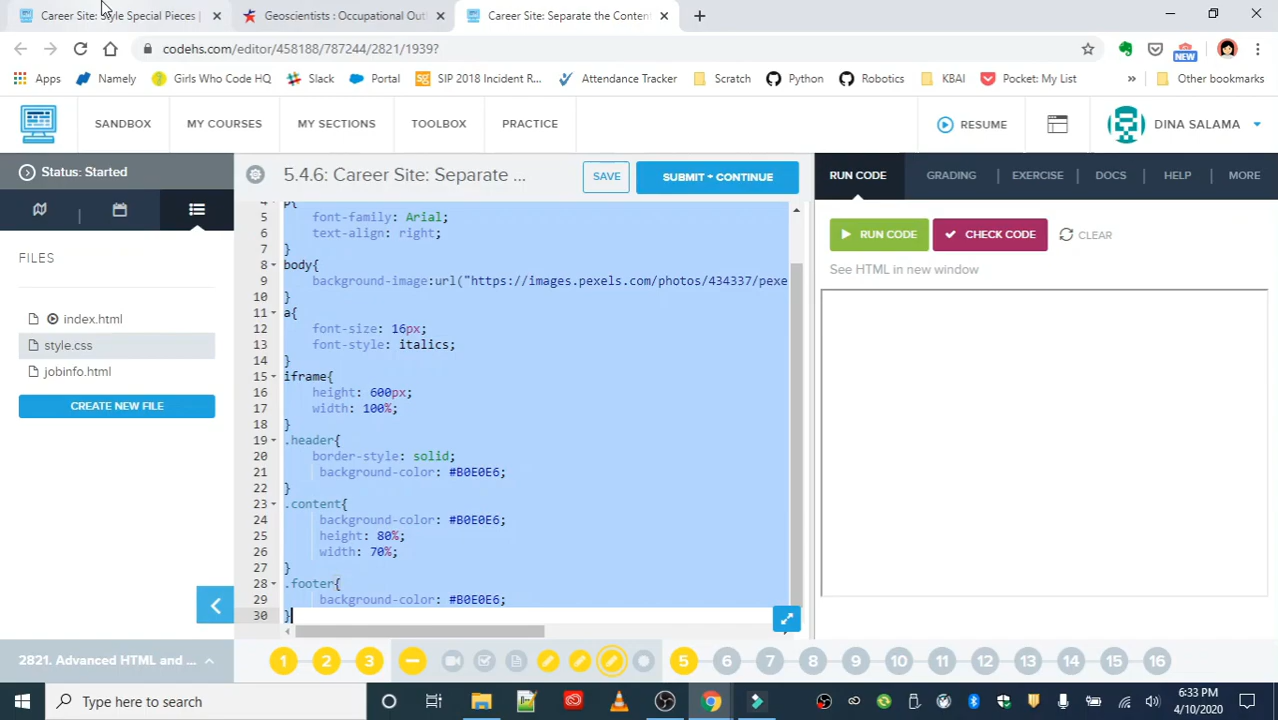 Career Site: Style Special Pieces |
Geoscientists : Occupational Out
Career Site: Separate the Conten
codehs.com/editor/458188/787244/2821/1939?
NEW
Apps
Namely
Girls Who Code HQ
Slack
Portal
SIP 2018 Incident R...
Attendance Tracker
Scratch
Python
Robotics
KBAI
Pocket: My List
»
Other bookmarks
SANDBOX
MY COURSES
MY SECTIONS
TOOLBOX
PRACTICE
RESUME
DINA SALAMA
Status: Started
5.4.6: Career Site: Separate ...
SAVE
SUBMIT + CONTINUE
RUN CODE
GRADING
EXERCISE
DOCS
HELP
MORE
FILES
index.html
style.css
jobinfo.html
CREATE NEW FILE
4 p{
5 font-family: Arial;
6 text-align: right;
7 }
8 body{
9 background-image:url("https://images.pexels.com/photos/434337/pexe
10 }
11 a{
12 font-size: 16px;
13 font-style: italics;
14 }
15 iframe{
16 height: 600px;
17 width: 100%;
18 }
19 .header{
20 border-style: solid;
21 background-color: #B0E0E6;
22 }
23 .content{
24 background-color: #B0E0E6;
25 height: 80%;
26 width: 70%;
27 }
28 .footer{
29 background-color: #B0E0E6;
30 }
RUN CODE
CHECK CODE
CLEAR
See HTML in new window
2821. Advanced HTML and ...
1 2 3 5 6 7 8 9 10 11 12 13 14 15 16
Type here to search
6:33 PM
4/10/2020